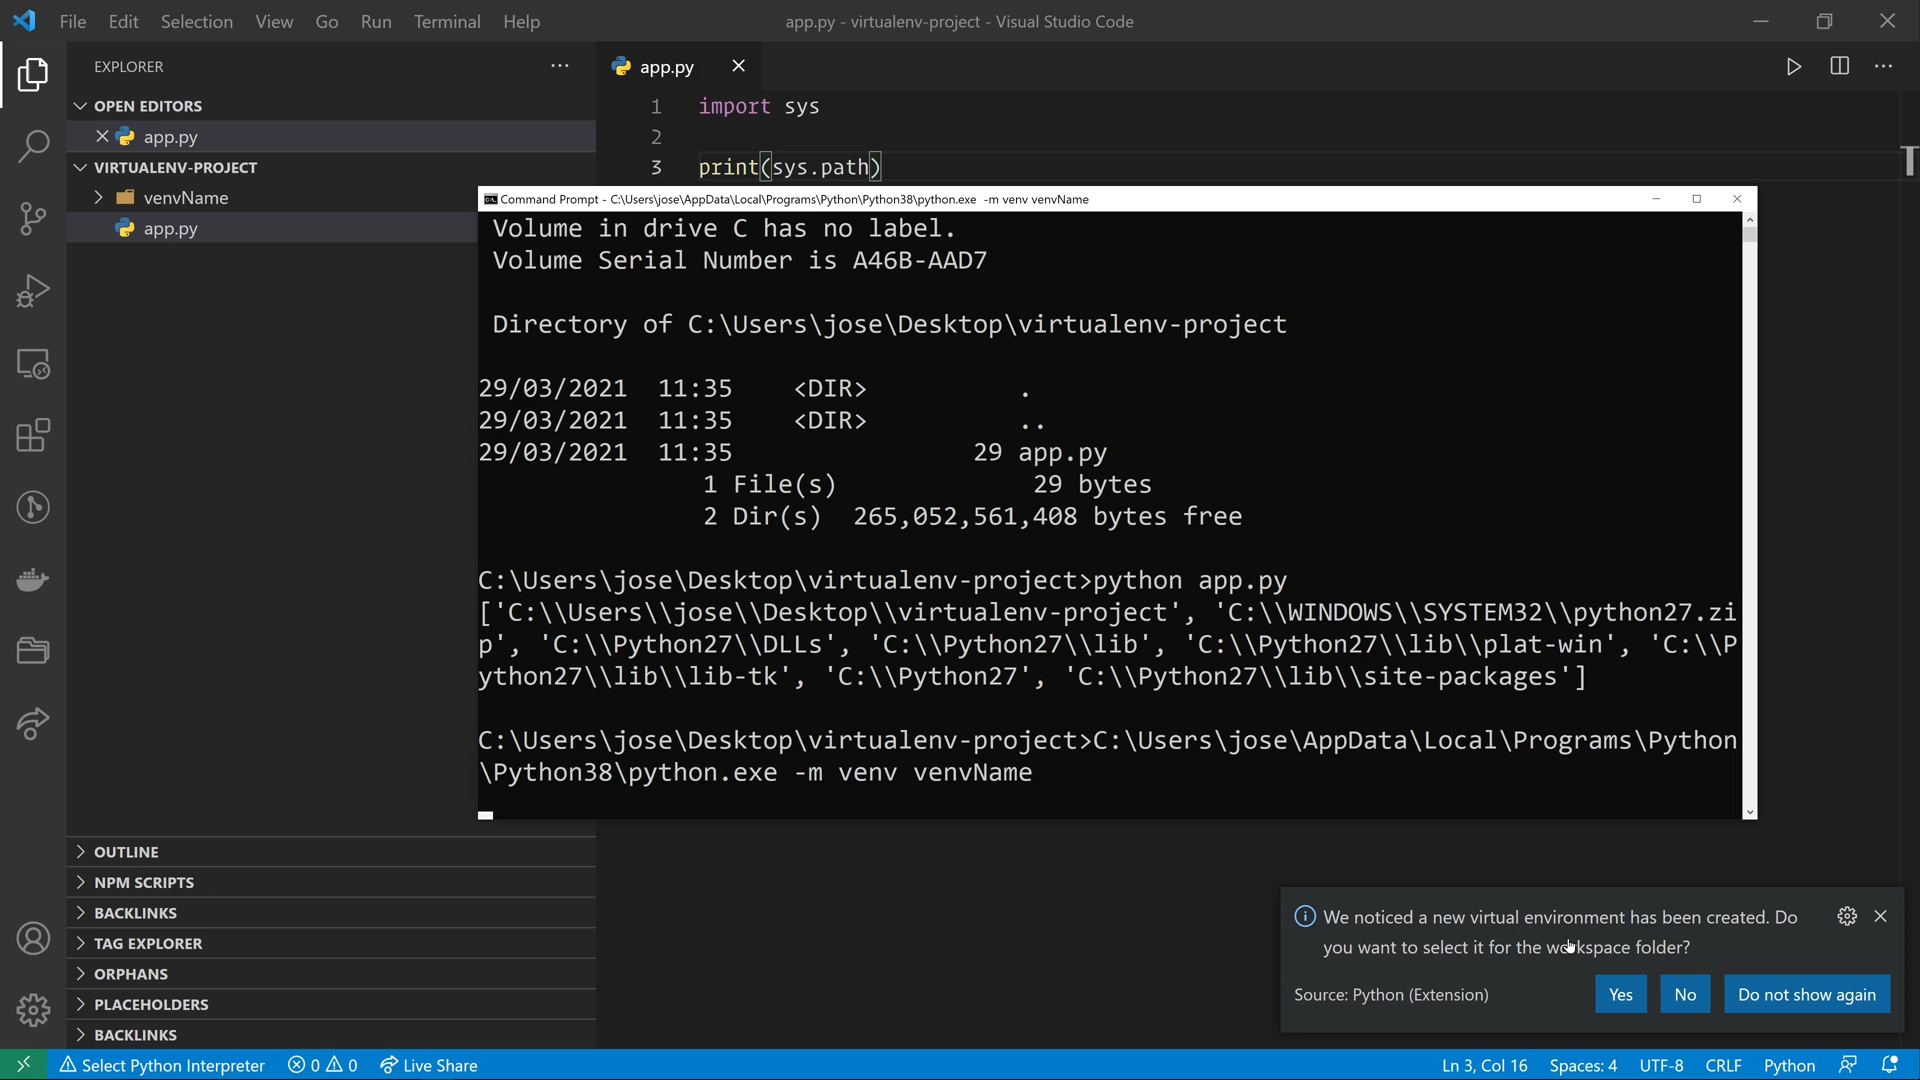 File Edit Selection View Go Run Terminal Help
app.py - virtualenv-project - Visual Studio Code
EXPLORER
OPEN EDITORS
app.py
VIRTUALENV-PROJECT
venvName
app.py
OUTLINE
NPM SCRIPTS
BACKLINKS
TAG EXPLORER
ORPHANS
PLACEHOLDERS
BACKLINKS
app.py
1 import sys
2
3 print(sys.path)
Command Prompt - C:\Users\jose\AppData\Local\Programs\Python\Python38\python.exe -m venv venvName
Volume in drive C has no label.
Volume Serial Number is A46B-AAD7
Directory of C:\Users\jose\Desktop\virtualenv-project
29/03/2021 11:35 <DIR> .
29/03/2021 11:35 <DIR> ..
29/03/2021 11:35 29 app.py
1 File(s) 29 bytes
2 Dir(s) 265,052,561,408 bytes free
C:\Users\jose\Desktop\virtualenv-project>python app.py
['C:\\Users\\jose\\Desktop\\virtualenv-project', 'C:\\WINDOWS\\SYSTEM32\\python27.zi
p', 'C:\\Python27\\DLLs', 'C:\\Python27\\lib', 'C:\\Python27\\lib\\plat-win', 'C:\\P
ython27\\lib\\lib-tk', 'C:\\Python27', 'C:\\Python27\\lib\\site-packages']
C:\Users\jose\Desktop\virtualenv-project>C:\Users\jose\AppData\Local\Programs\Python
\Python38\python.exe -m venv venvName
We noticed a new virtual environment has been created. Do
you want to select it for the workspace folder?
Source: Python (Extension)
Yes
No
Do not show again
Select Python Interpreter 0 0 Live Share
Ln 3, Col 16 Spaces: 4 UTF-8 CRLF Python